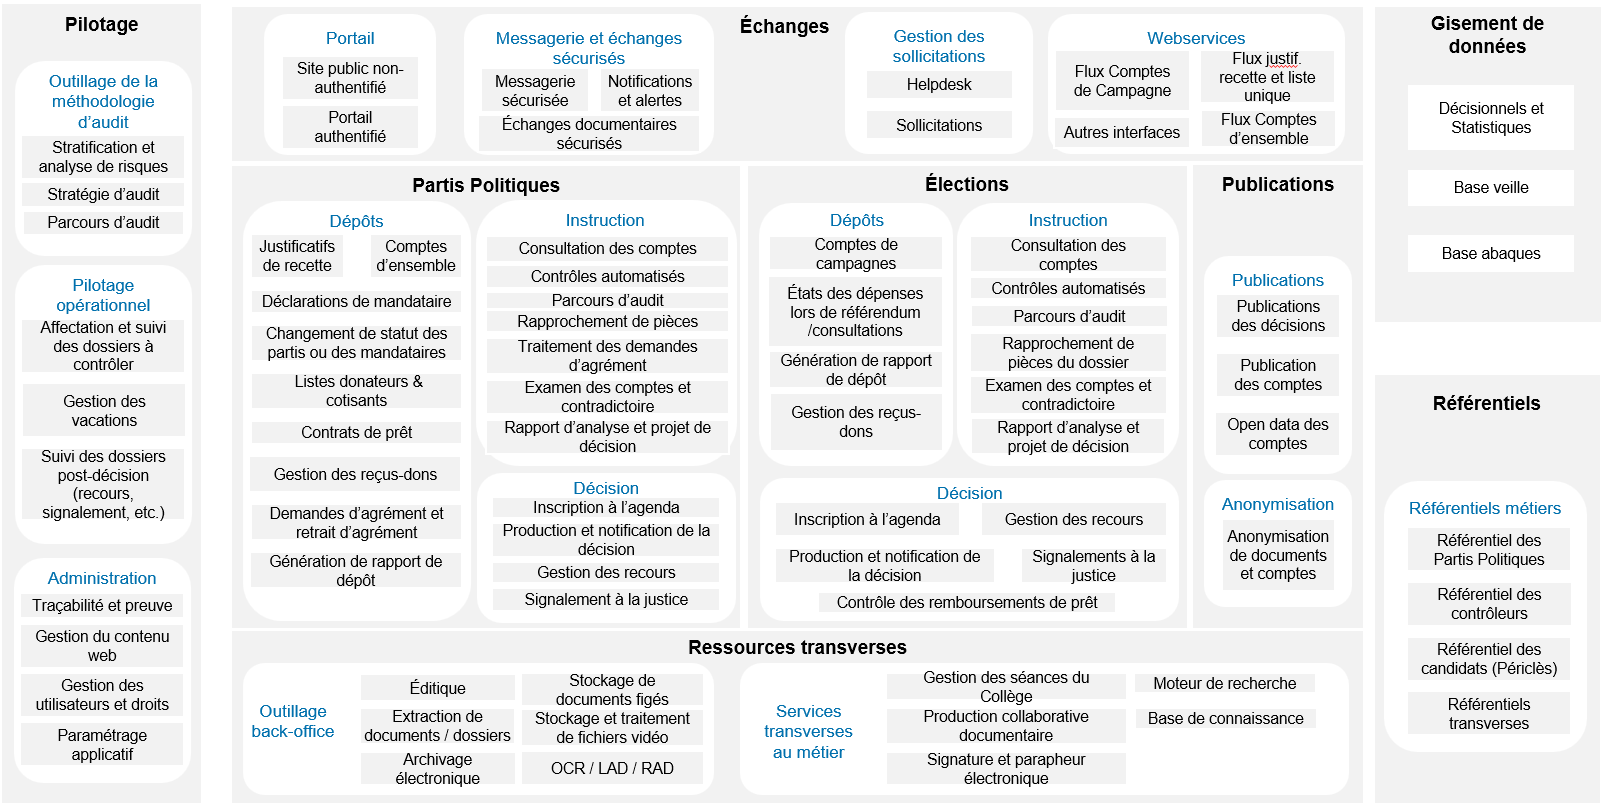 Pilotage
Outillage de la
méthodologie
d'audit
Stratification et
analyse de risques
Stratégie d'audit
Parcours d'audit
Pilotage
opérationnel
Affectation et suivi
des dossiers à
contrôler
Gestion des
vacations
Suivi des dossiers
post-décision
(recours,
signalement, etc.)
Administration
Traçabilité et preuve
Gestion du contenu
web
Gestion des
utilisateurs et droits
Paramétrage
applicatif
Échanges
Portail
Site public non-
authentifié
Portail
authentifié
Messagerie et échanges
sécurisés
Messagerie
sécurisée
Notifications
et alertes
Échanges documentaires
sécurisés
Gestion des
sollicitations
Helpdesk
Sollicitations
Webservices
Flux Comptes
de Campagne
Flux justif.
recette et liste
unique
Autres interfaces
Flux Comptes
d'ensemble
Partis Politiques
Dépôts
Justificatifs
de recette
Comptes
d'ensemble
Déclarations de mandataire
Changement de statut des
partis ou des mandataires
Listes donateurs &
cotisants
Contrats de prêt
Gestion des reçus-dons
Demandes d'agrément et
retrait d'agrément
Génération de rapport de
dépôt
Instruction
Consultation des comptes
Contrôles automatisés
Parcours d'audit
Rapprochement de pièces
Traitement des demandes
d'agrément
Examen des comptes et
contradictoire
Rapport d'analyse et projet de
décision
Décision
Inscription à l'agenda
Production et notification de la
décision
Gestion des recours
Signalement à la justice
Élections
Dépôts
Comptes de
campagnes
États des dépenses
lors de référendum
/consultations
Génération de rapport
de dépôt
Gestion des reçus-
dons
Instruction
Consultation des
comptes
Contrôles automatisés
Parcours d'audit
Rapprochement de
pièces du dossier
Examen des comptes et
contradictoire
Rapport d'analyse et
projet de décision
Décision
Inscription à l'agenda
Gestion des recours
Production et notification de
la décision
Signalements à la
justice
Contrôle des remboursements de prêt
Publications
Publications
Publications
des décisions
Publication
des comptes
Open data des
comptes
Anonymisation
Anonymisation
de documents
et comptes
Ressources transverses
Outillage
back-office
Éditique
Stockage de
documents figés
Extraction de
documents / dossiers
Stockage et traitement
de fichiers vidéo
Archivage
électronique
OCR / LAD / RAD
Services
transverses
au métier
Gestion des séances du
Collège
Production collaborative
documentaire
Signature et parapheur
électronique
Moteur de recherche
Base de connaissance
Gisement de
données
Décisionnels et
Statistiques
Base veille
Base abaques
Référentiels
Référentiels métiers
Référentiel des
Partis Politiques
Référentiel des
contrôleurs
Référentiel des
candidats (Périclès)
Référentiels
transverses